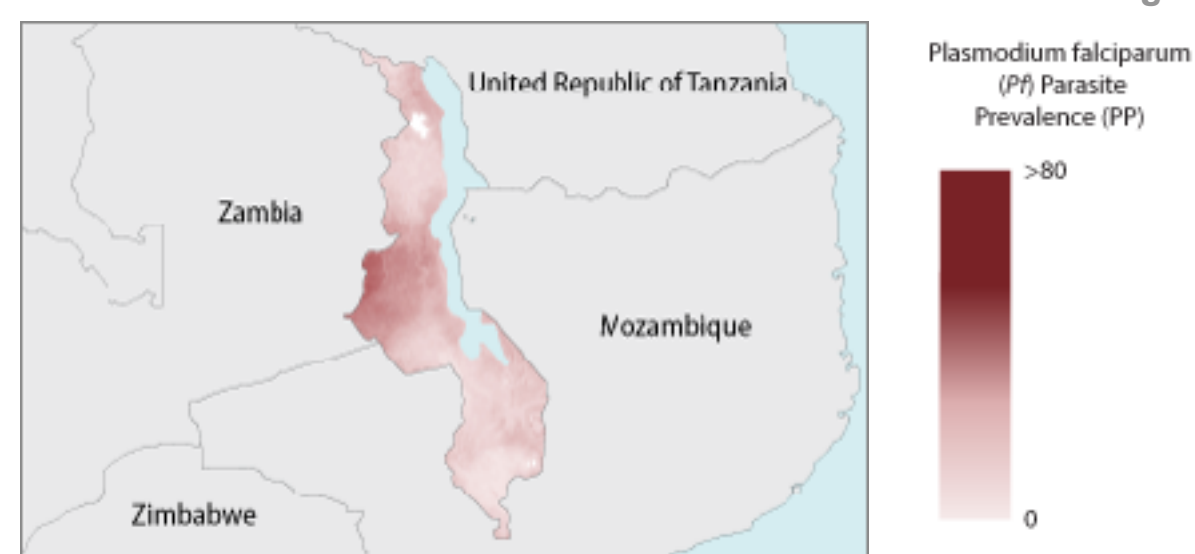 United Republic of Tanzania
Zambia
Mozambique
Zimbabwe
Plasmodium falciparum
(Pf) Parasite
Prevalence (PP)
>80
0